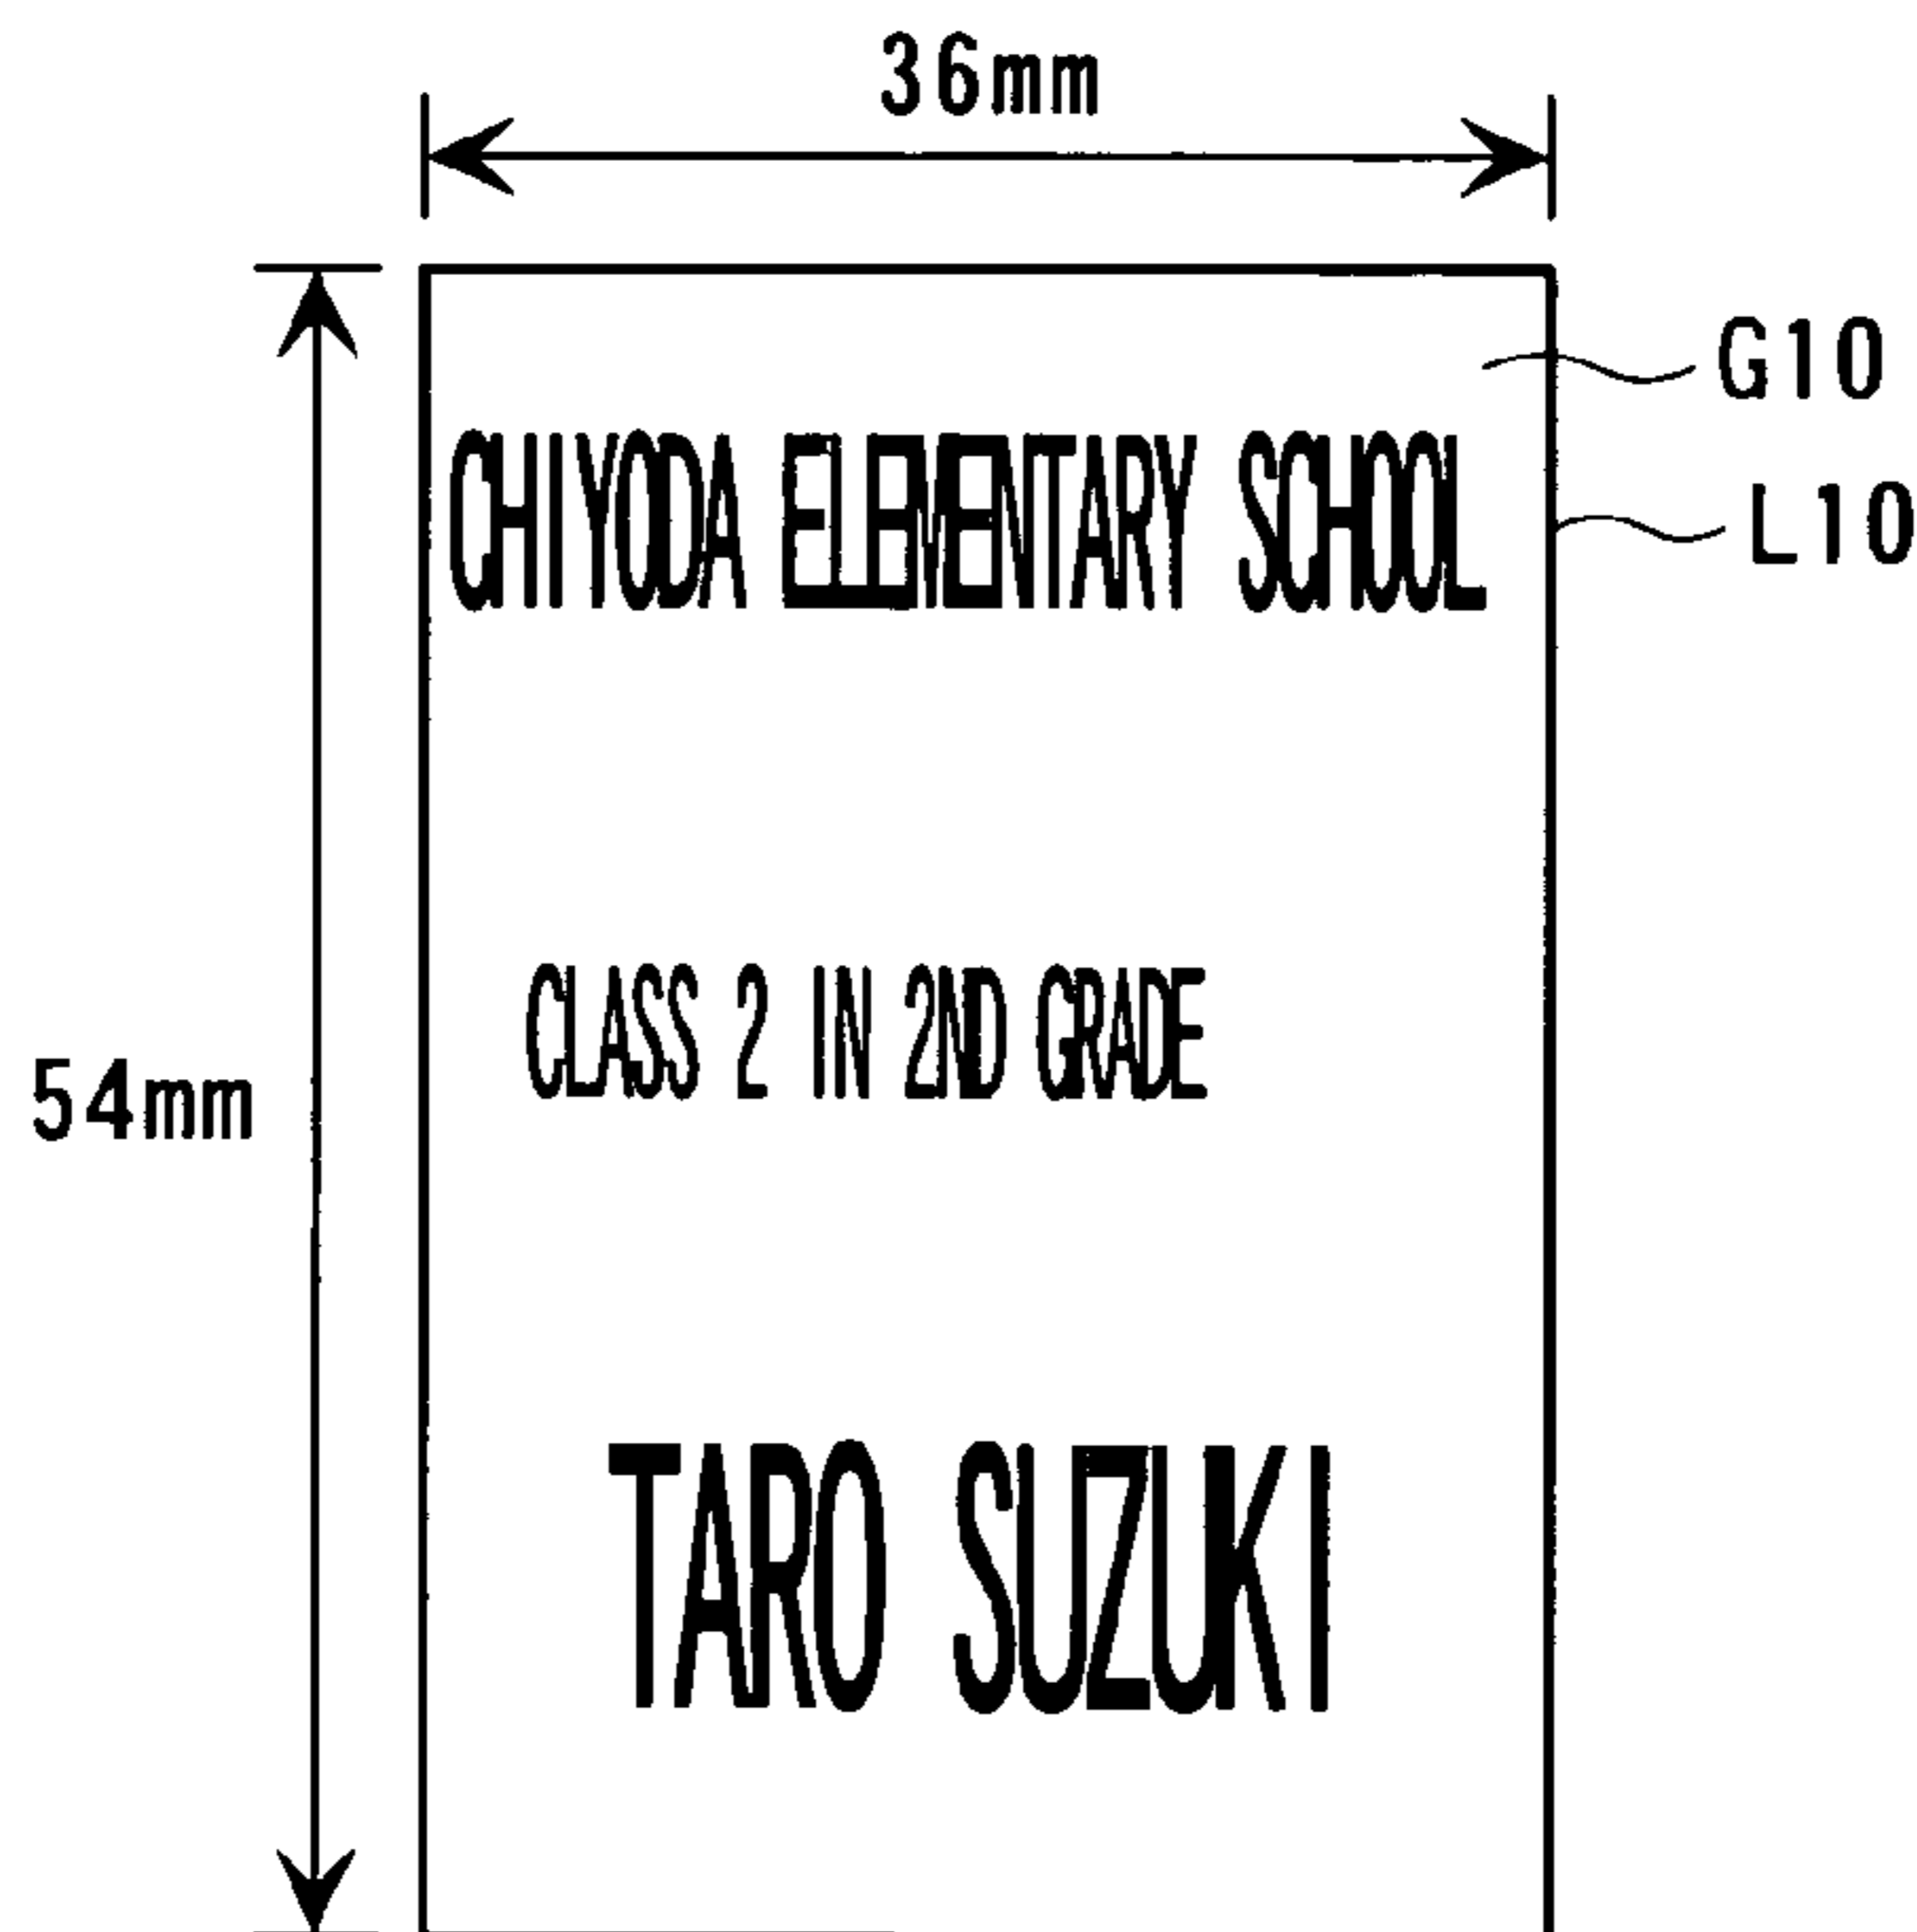 36mm
G10
CHIYODA ELEMENTARY SCHOOL
L10
CLASS 2 IN 2ND GRADE
54mm
TARO SUZUKI